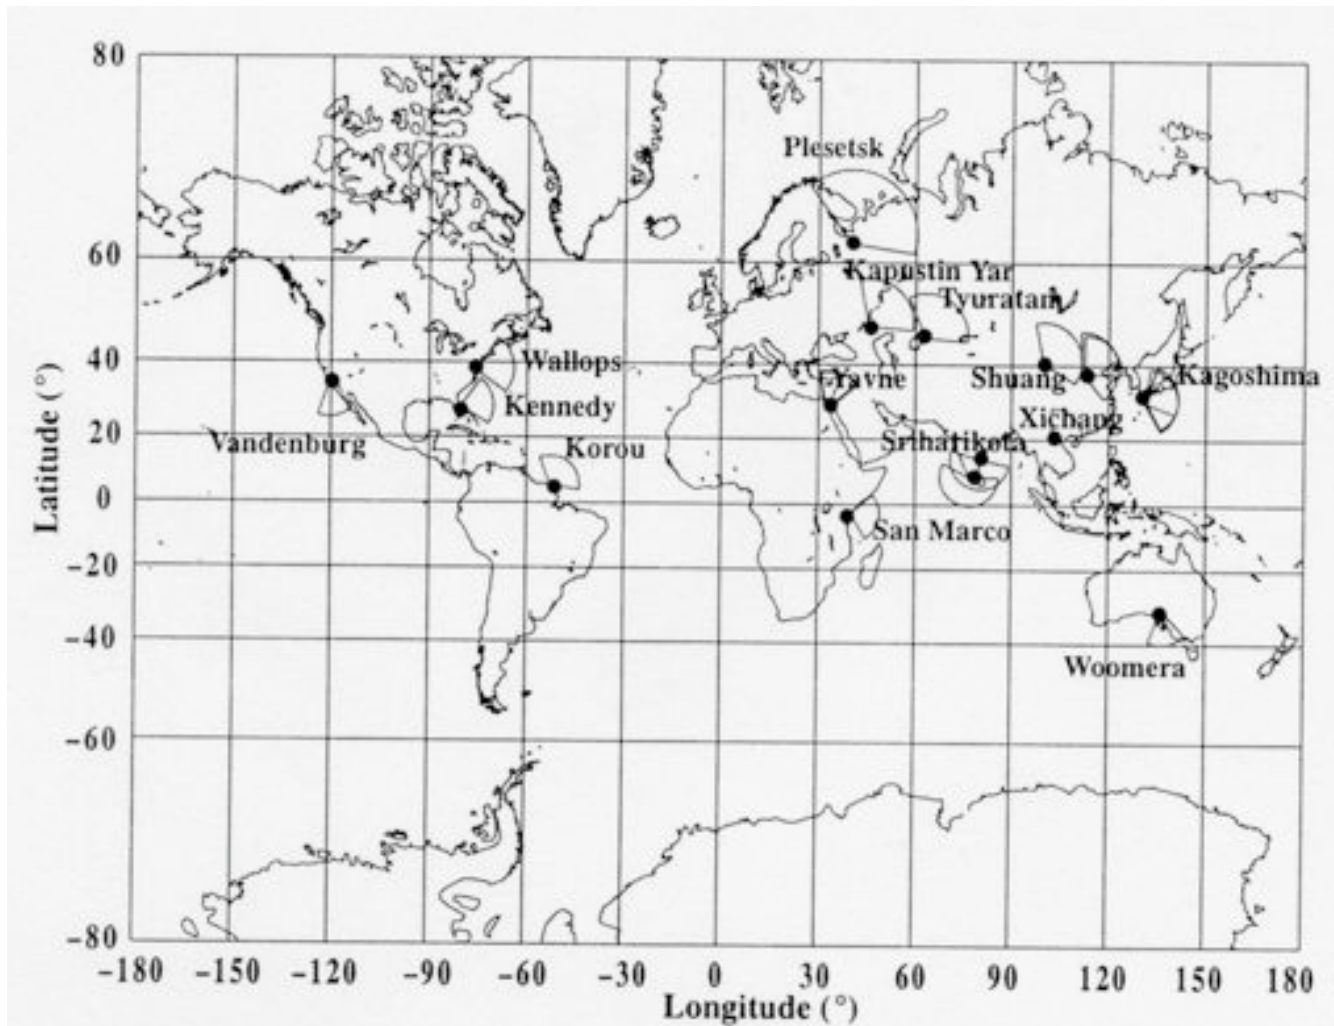 80
Plesetsk
60
Kapustin Yar
Tyuratam
40
Wallops
Yavne
Shuang
Kagoshima
Kennedy
Xichang
20
Vandenburg
Korou
Sriharikota
0
San Marco
-20
-40
Woomera
-60
-80
Latitude (°)
-180 -150 -120 -90 -60 -30 0 30 60 90 120 150 180
Longitude (°)